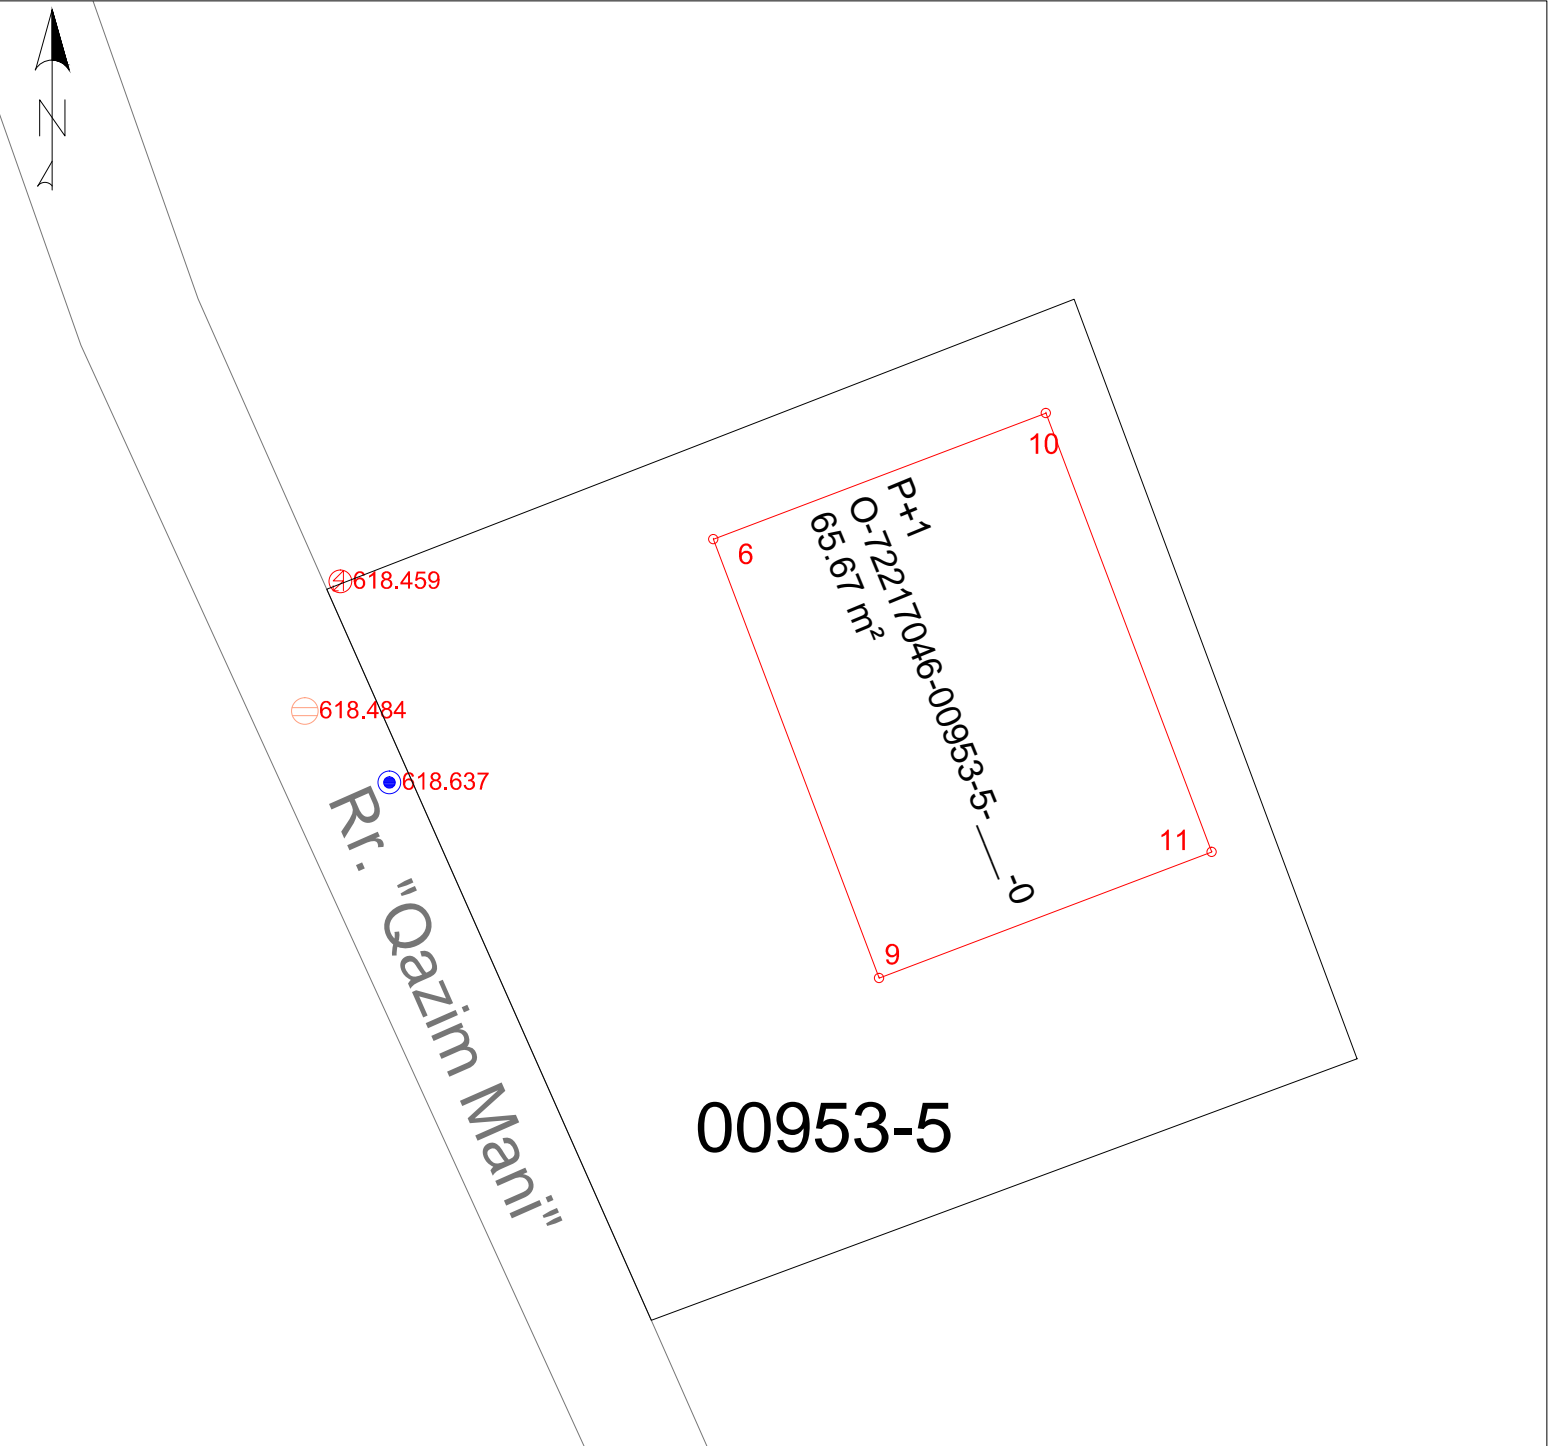 N
10
6
P+1
O-72217046-00953-5-____-0
65.67 m²
618.459
618.484
618.637
11
9
Rr. "Qazim Mani"
00953-5